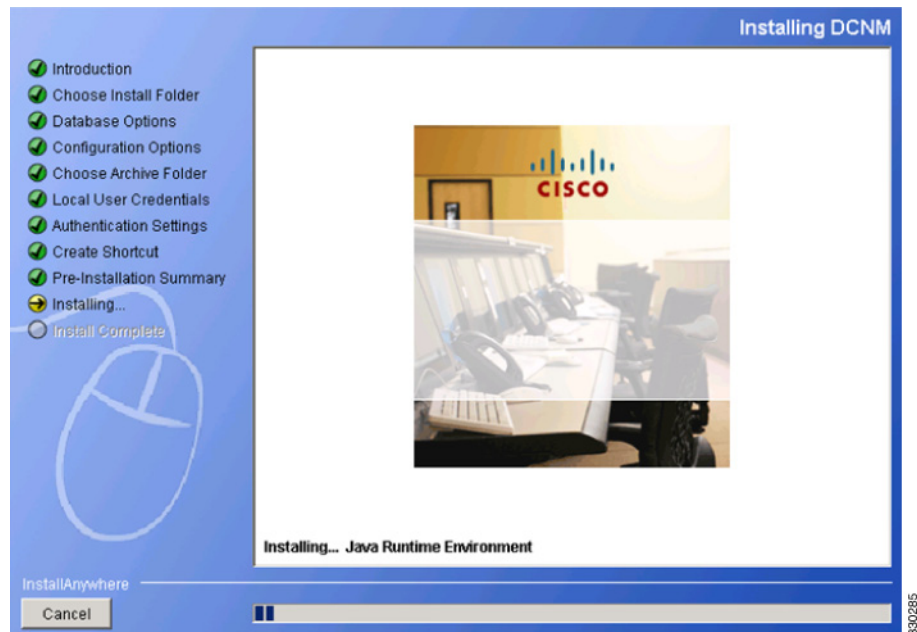 Installing DCNM
Introduction
Choose Install Folder
Database Options
Configuration Options
Choose Archive Folder
Local User Credentials
Authentication Settings
Create Shortcut
Pre-Installation Summary
Installing...
Install Complete
CISCO
Installing... Java Runtime Environment
InstallAnywhere
Cancel
330285